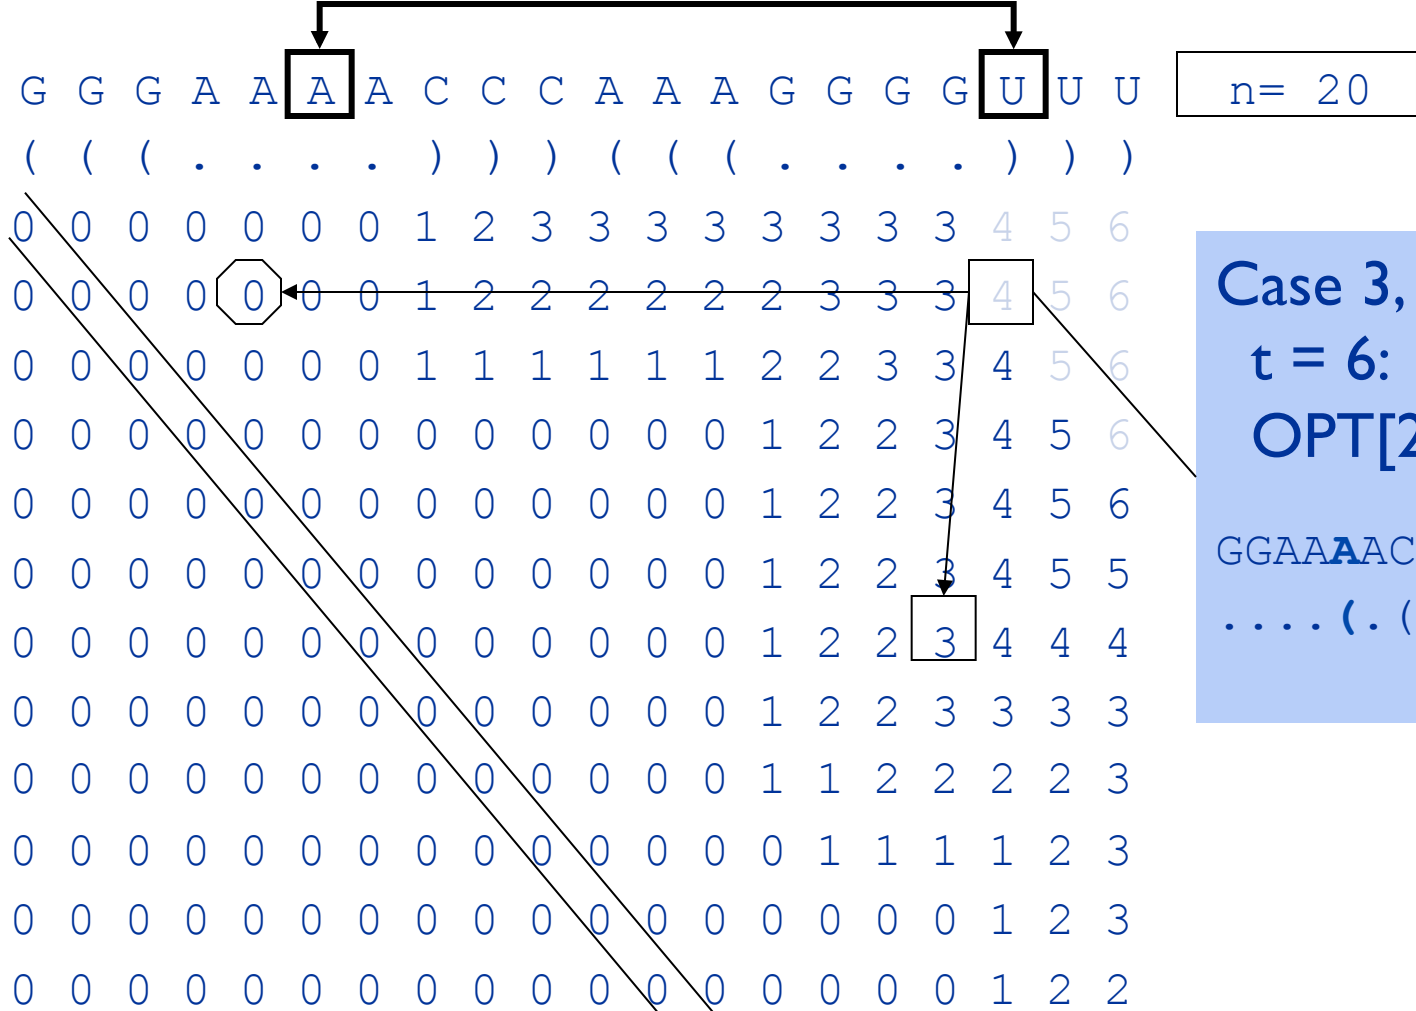 G G G A A A A C C C A A A G G G G U U U
n= 20
( ( ( . . . . ) ) ) ( ( ( . . . . ) ) )
0 0 0 0 0 0 0 1 2 3 3 3 3 3 3 3 3 4 5 6
0 0 0 0 0 0 0 1 2 2 2 2 2 2 3 3 3 4 5 6
0 0 0 0 0 0 0 1 1 1 1 1 1 2 2 3 3 4 5 6
0 0 0 0 0 0 0 0 0 0 0 0 0 1 2 2 3 4 5 6
0 0 0 0 0 0 0 0 0 0 0 0 0 1 2 2 3 4 5 6
0 0 0 0 0 0 0 0 0 0 0 0 0 1 2 2 3 4 5 5
0 0 0 0 0 0 0 0 0 0 0 0 0 1 2 2 3 4 4 4
0 0 0 0 0 0 0 0 0 0 0 0 0 1 2 2 3 3 3 3
0 0 0 0 0 0 0 0 0 0 0 0 0 1 1 2 2 2 2 3
0 0 0 0 0 0 0 0 0 0 0 0 0 0 1 1 1 1 2 3
0 0 0 0 0 0 0 0 0 0 0 0 0 0 0 0 0 1 2 3
0 0 0 0 0 0 0 0 0 0 0 0 0 0 0 0 0 1 2 2
Case 3,
t = 6:
OPT[2
GGAAAAC
....(.(